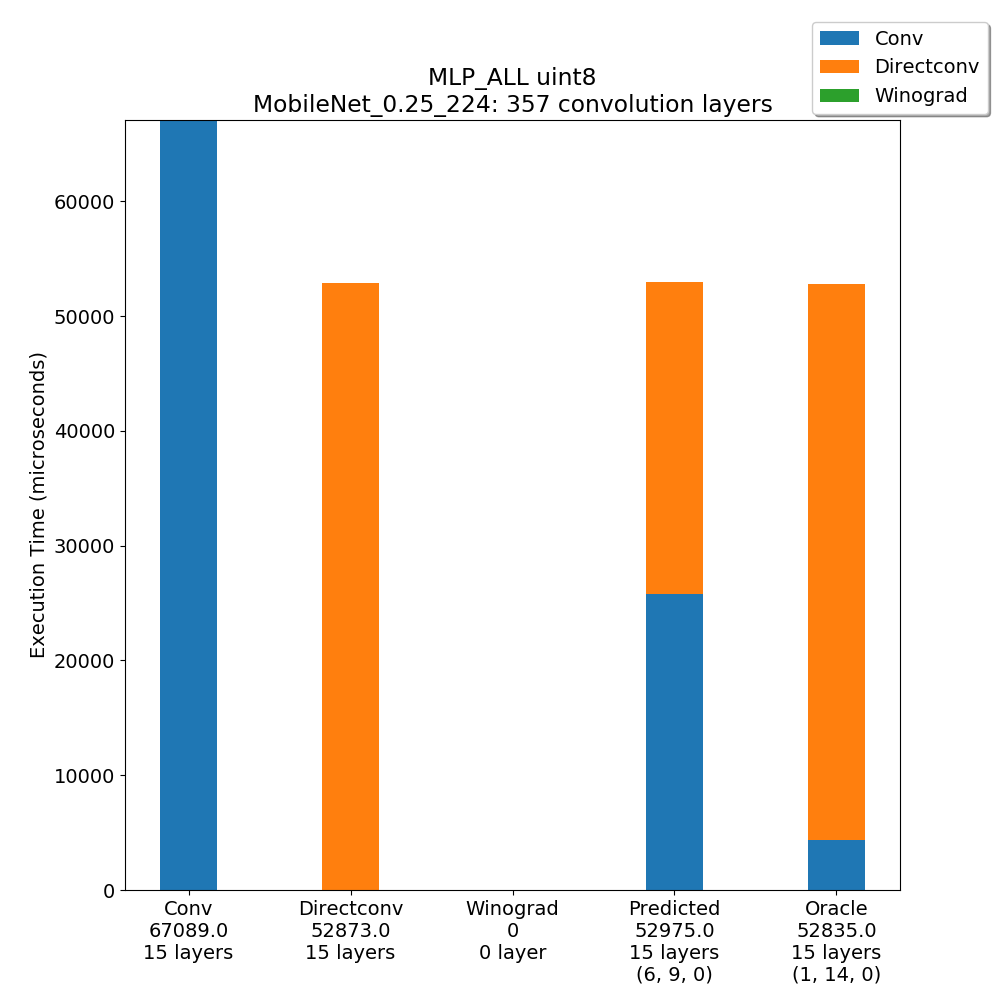 Conv
Directconv
Winograd
MLP_ALL uint8
MobileNet_0.25_224: 357 convolution layers
Execution Time (microseconds)
60000
50000
40000
30000
20000
10000
0
Conv
67089.0
15 layers
Directconv
52873.0
15 layers
Winograd
0
0 layer
Predicted
52975.0
15 layers
(6, 9, 0)
Oracle
52835.0
15 layers
(1, 14, 0)